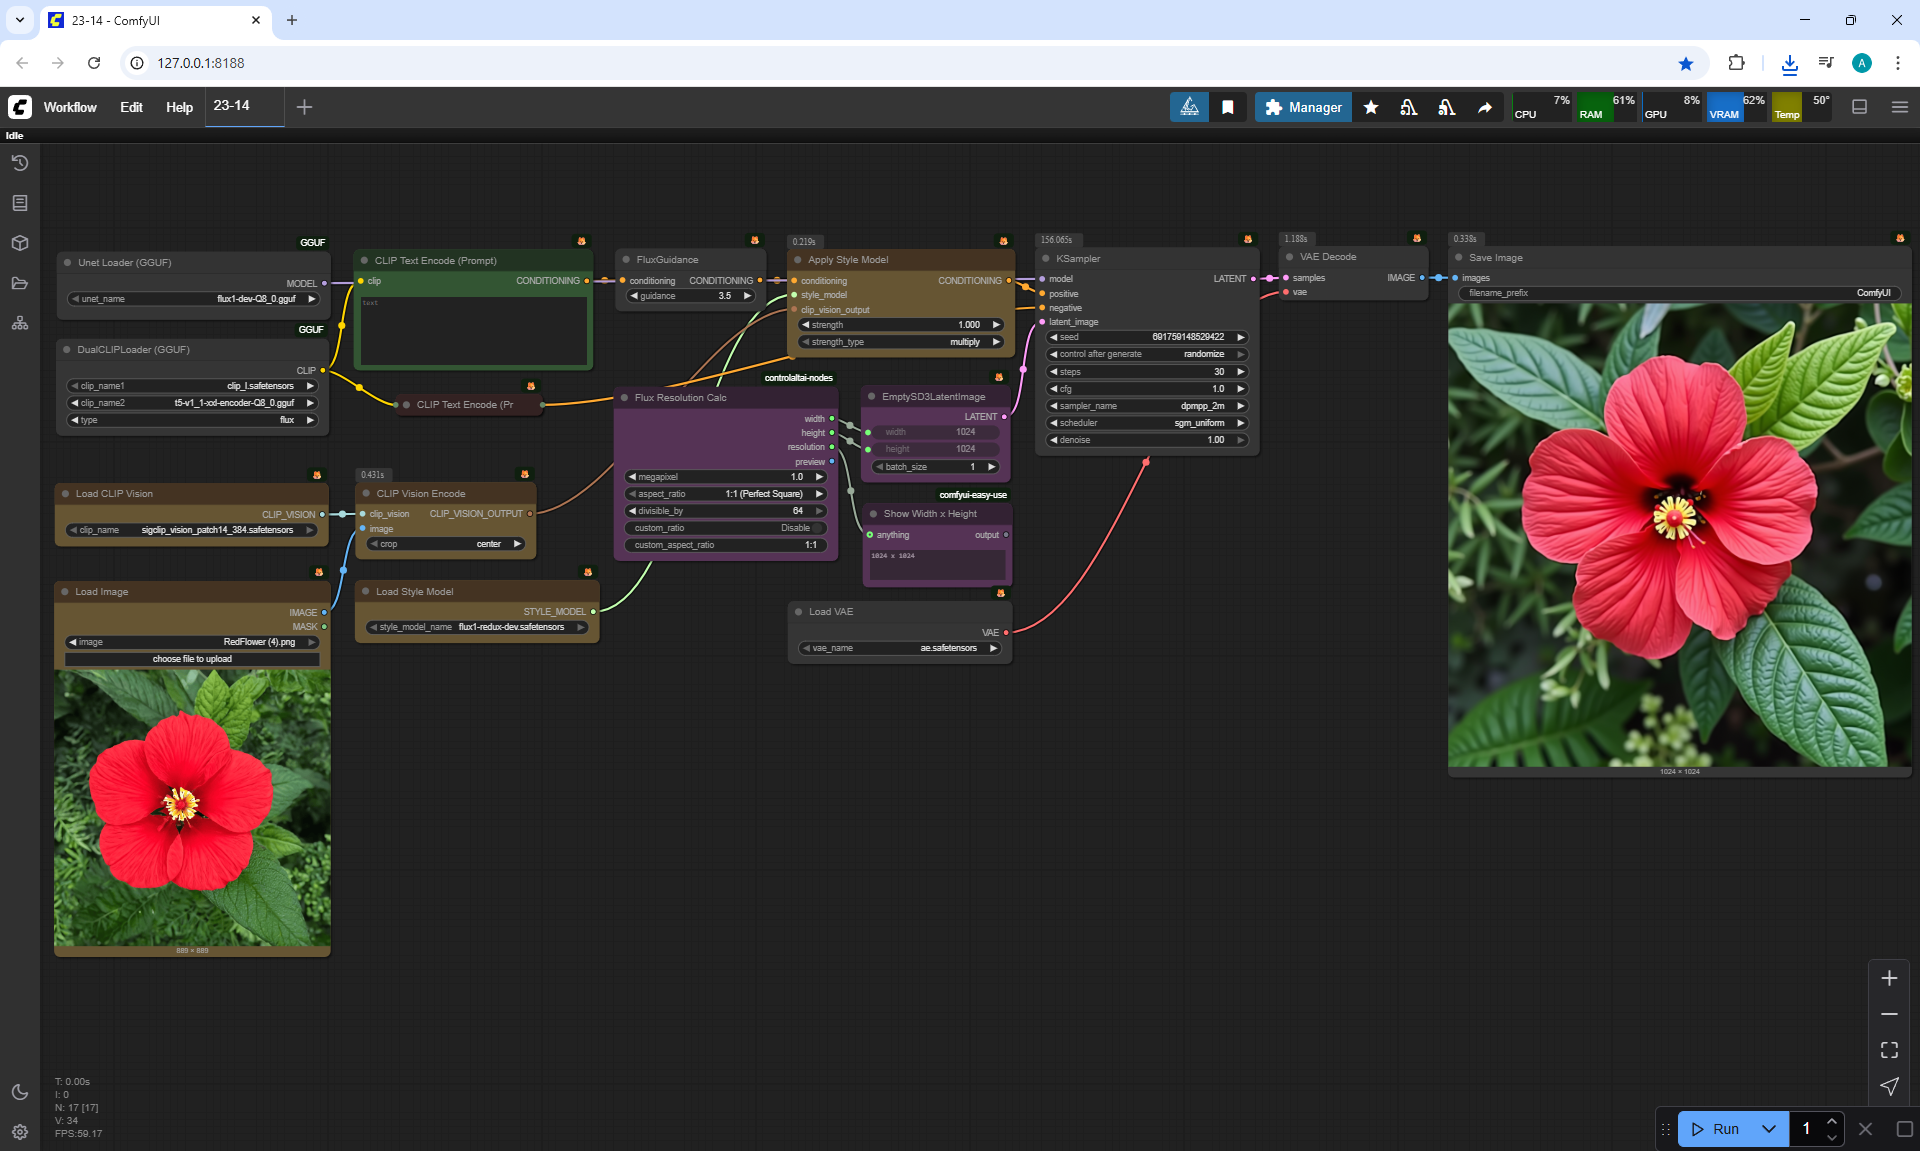 23-14 - ComfyUI
127.0.0.1:8188
A
Workflow
Edit
Help
23-14
Manager
CPU
7%
RAM
61%
GPU
8%
VRAM
62%
Temp
50°
Idle
GGUF
Unet Loader (GGUF)
MODEL
unet_name
flux1-dev-Q8_0.gguf
GGUF
DualCLIPLoader (GGUF)
CLIP
clip_name1
clip_l.safetensors
clip_name2
t5-v1_1-xxl-encoder-Q8_0.gguf
type
flux
CLIP Text Encode (Prompt)
clip
CONDITIONING
text
CLIP Text Encode (Pr
FluxGuidance
conditioning
CONDITIONING
guidance
3.5
0.219s
Apply Style Model
conditioning
CONDITIONING
style_model
clip_vision_output
strength
1.000
strength_type
multiply
controlaltai-nodes
Flux Resolution Calc
width
height
resolution
preview
megapixel
1.0
aspect_ratio
1:1 (Perfect Square)
divisible_by
64
custom_ratio
Disable
custom_aspect_ratio
1:1
EmptySD3LatentImage
LATENT
width
1024
height
1024
batch_size
1
comfyui-easy-use
Show Width x Height
anything
output
1024 x 1024
Load VAE
VAE
vae_name
ae.safetensors
156.065s
KSampler
model
LATENT
positive
negative
latent_image
seed
691759148529422
control after generate
randomize
steps
30
cfg
1.0
sampler_name
dpmpp_2m
scheduler
sgm_uniform
denoise
1.00
1.188s
VAE Decode
samples
IMAGE
vae
0.338s
Save Image
images
filename_prefix
ComfyUI
1024 × 1024
Load CLIP Vision
CLIP_VISION
clip_name
sigclip_vision_patch14_384.safetensors
0.431s
CLIP Vision Encode
clip_vision
CLIP_VISION_OUTPUT
image
crop
center
Load Image
IMAGE
MASK
image
RedFlower (4).png
choose file to upload
889 × 889
Load Style Model
STYLE_MODEL
style_model_name
flux1-redux-dev.safetensors
T: 0.00s
I: 0
N: 17 [17]
V: 34
FPS:59.17
Run
1